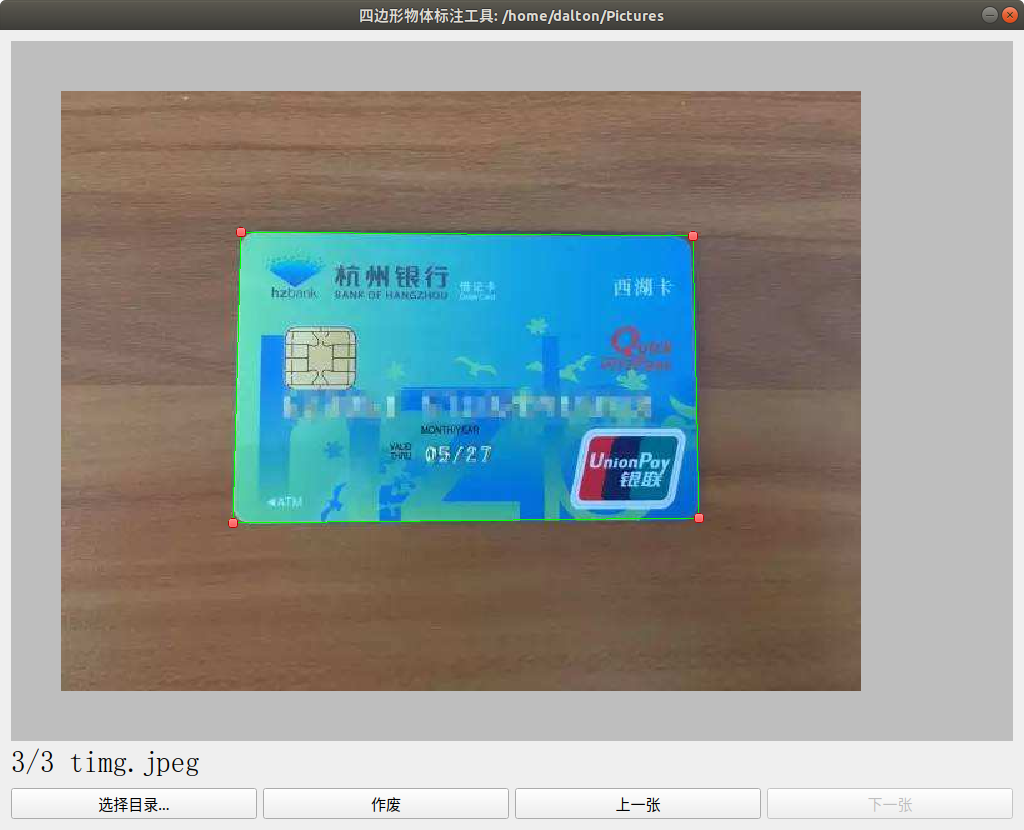 四边形物体标注工具: /home/dalton/Pictures
杭州银行
hzbank
BANK OF HANGZHOU
借记卡
Debit Card
西湖卡
Quick
MONTH/YEAR
VALID
THRU
05/27
UnionPay
银联
◀ATM
3/3 timg.jpeg
选择目录...
作废
上一张
下一张